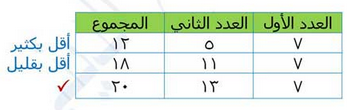 العدد الأول العدد الثاني المجموع
٧ ٥ ١٢ أقل بكثير
٧ ١١ ١٨ أقل بقليل
٧ ١٣ ٢٠ ✓